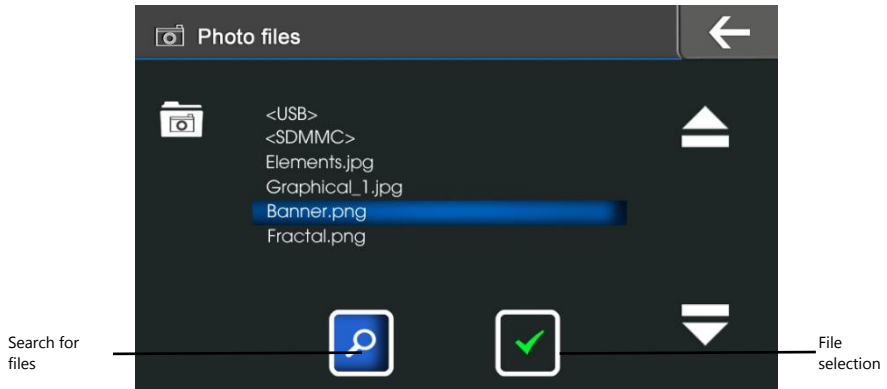 Photo files
<USB>
<SDMMC>
Elements.jpg
Graphical_1.jpg
Banner.png
Fractal.png
Search for
files
File
selection